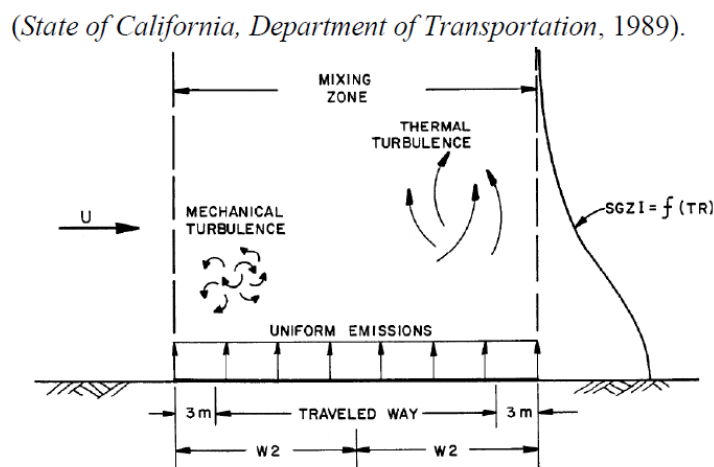 (State of California, Department of Transportation, 1989).
MIXING
ZONE
THERMAL
TURBULENCE
U
MECHANICAL
TURBULENCE
SGZI = f (TR)
UNIFORM EMISSIONS
3 m
TRAVELED WAY
3 m
W2
W2